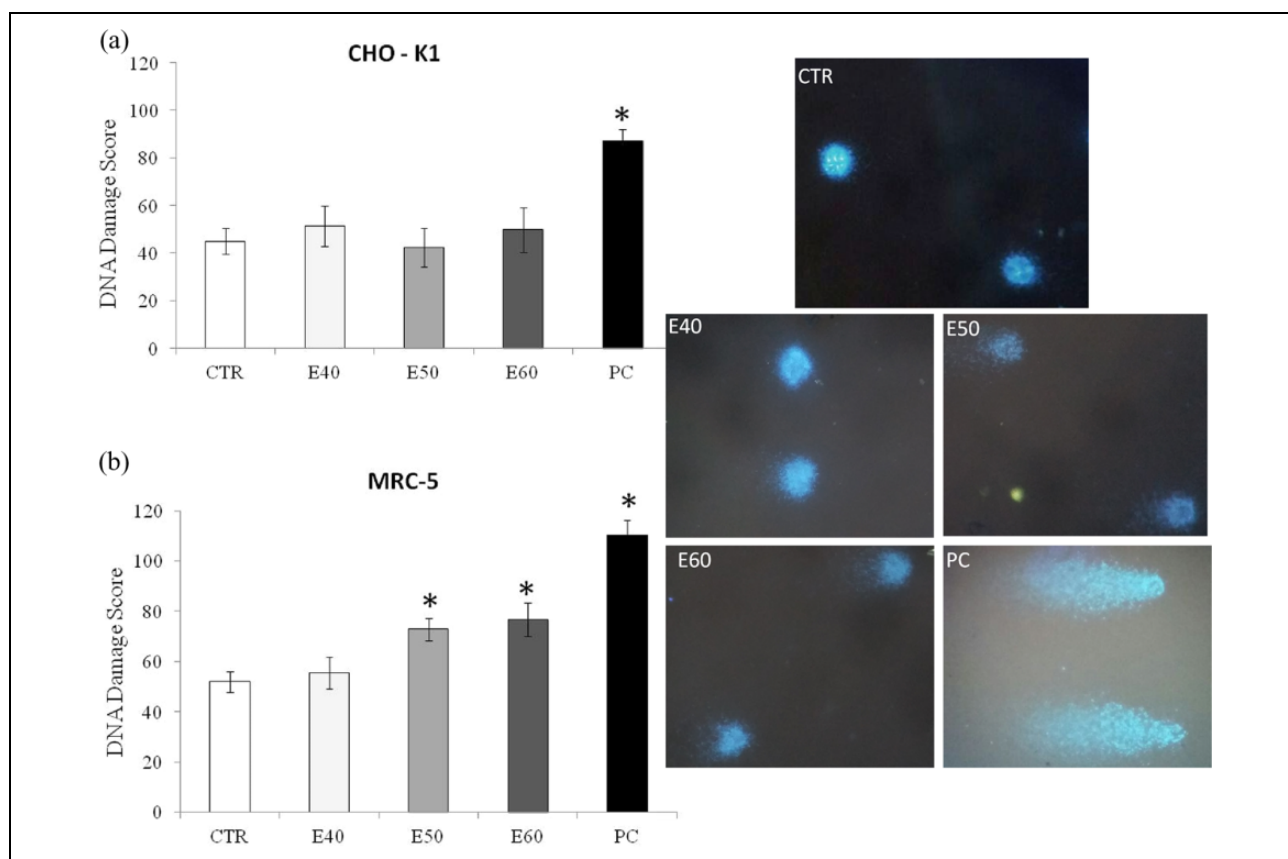 (a)
CHO - K1
DNA Damage Score
120
100
80
60
40
20
0
*
CTR E40 E50 E60 PC
(b)
MRC-5
DNA Damage Score
120
100
80
60
40
20
0
* * *
CTR E40 E50 E60 PC
CTR
E40 E50
E60 PC